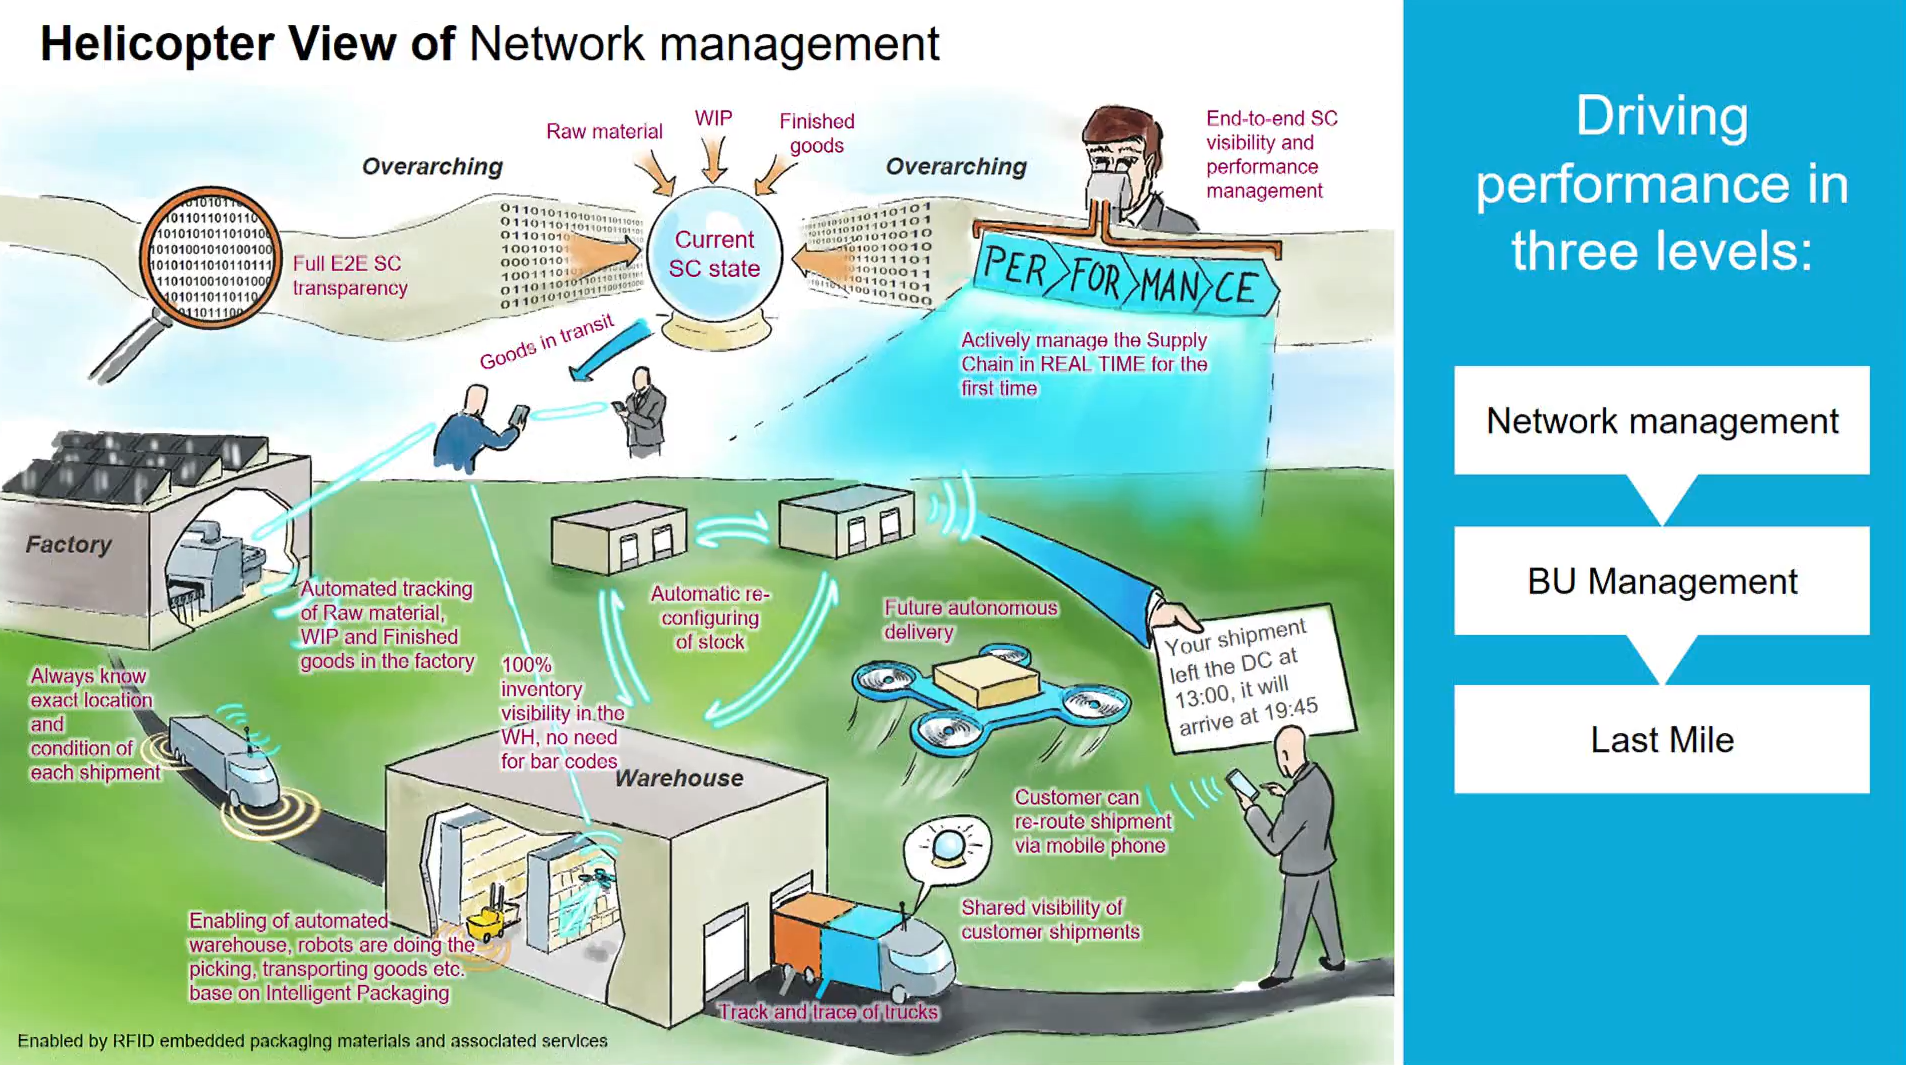 Helicopter View of Network management
Raw material
WIP
Finished
goods
Overarching
Overarching
End-to-end SC
visibility and
performance
management
Full E2E SC
transparency
Current
SC state
PER FOR MAN CE
Goods in transit
Actively manage the Supply
Chain in REAL TIME for the
first time
Factory
Automated tracking
of Raw material,
WIP and Finished
goods in the factory
Automatic re-
configuring
of stock
Future autonomous
delivery
Your shipment
left the DC at
13:00, it will
arrive at 19:45
Always know
exact location
and
condition of
each shipment
100%
inventory
visibility in the
WH, no need
for bar codes
Warehouse
Customer can
re-route shipment
via mobile phone
Shared visibility of
customer shipments
Enabling of automated
warehouse, robots are doing the
picking, transporting goods etc.
base on Intelligent Packaging
Track and trace of trucks
Enabled by RFID embedded packaging materials and associated services
Driving
performance in
three levels:
Network management
BU Management
Last Mile